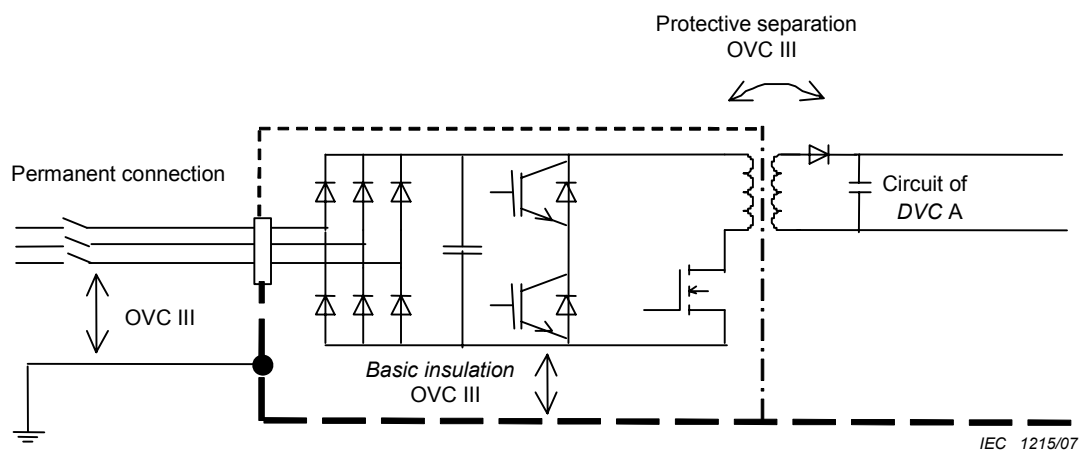 Protective separation
OVC III
Permanent connection
Circuit of
DVC A
OVC III
Basic insulation
OVC III
IEC 1215/07